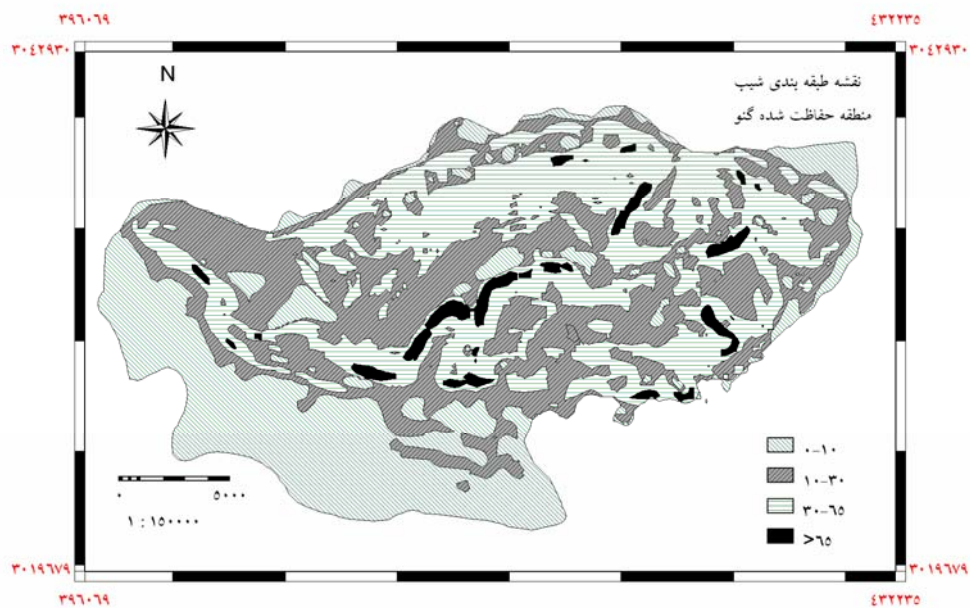 ۳۹۶۰۶۹ ۴۳۲۲۳۵
۳۰۴۲۹۳۰ ۳۰۴۲۹۳۰
N
نقشه طبقه بندی شیب
منطقه حفاظت شده گنو
۰-۱۰
۱۰-۳۰
۳۰-۶۵
>۶۵
۰ ۵۰۰۰
۱ : ۱۵۰۰۰۰
۳۰۱۹۶۷۹ ۳۰۱۹۶۷۹
۳۹۶۰۶۹ ۴۳۲۲۳۵